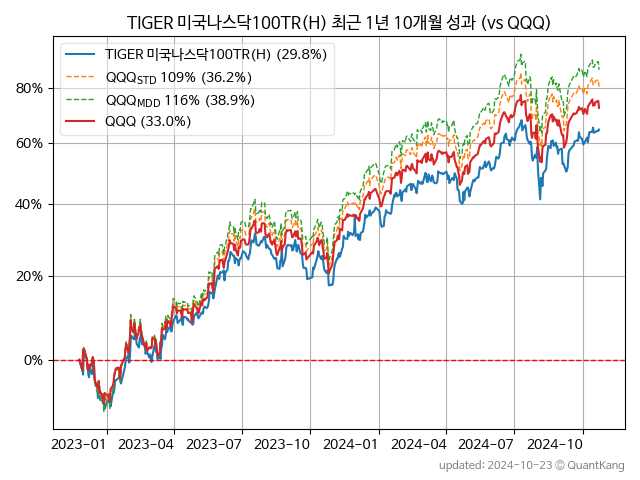 TIGER 미국나스닥100TR(H) 최근 1년 10개월 성과 (vs QQQ)
TIGER 미국나스닥100TR(H) (29.8%)
QQQSTD 109% (36.2%)
QQQMDD 116% (38.9%)
QQQ (33.0%)
80%
60%
40%
20%
0%
2023-01 2023-04 2023-07 2023-10 2024-01 2024-04 2024-07 2024-10
updated: 2024-10-23 © QuantKang